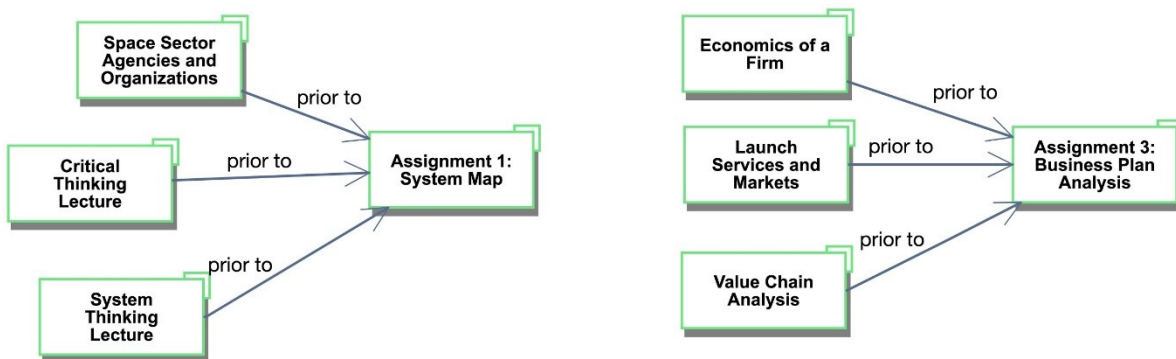 Space Sector
Agencies and
Organizations
prior to
Critical
Thinking
Lecture
prior to
Assignment 1:
System Map
System
Thinking
Lecture
prior to
Economics of a
Firm
prior to
Launch
Services and
Markets
prior to
Assignment 3:
Business Plan
Analysis
Value Chain
Analysis
prior to